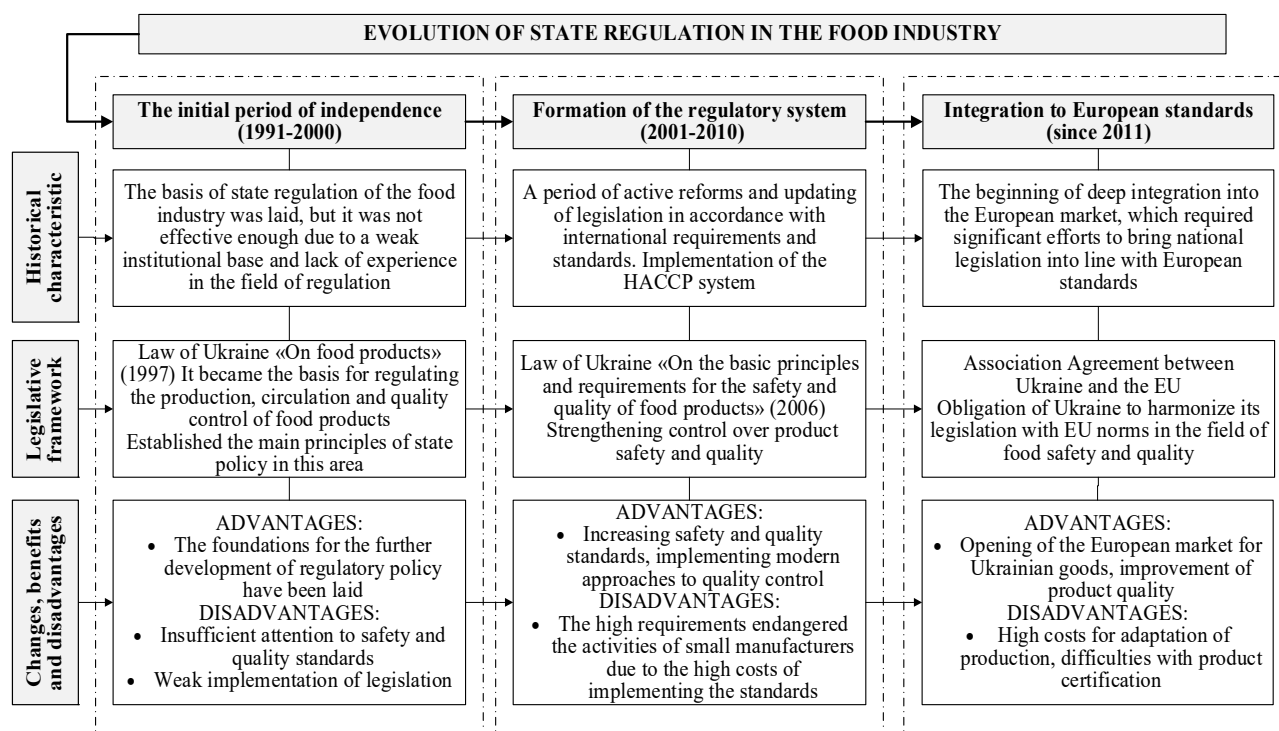 EVOLUTION OF STATE REGULATION IN THE FOOD INDUSTRY
The initial period of independence
(1991-2000)
Formation of the regulatory system
(2001-2010)
Integration to European standards
(since 2011)
Historical
characteristic
The basis of state regulation of the food
industry was laid, but it was not
effective enough due to a weak
institutional base and lack of experience
in the field of regulation
A period of active reforms and updating
of legislation in accordance with
international requirements and
standards. Implementation of the
HACCP system
The beginning of deep integration into
the European market, which required
significant efforts to bring national
legislation into line with European
standards
Legislative
framework
Law of Ukraine «On food products»
(1997) It became the basis for regulating
the production, circulation and quality
control of food products
Established the main principles of state
policy in this area
Law of Ukraine «On the basic principles
and requirements for the safety and
quality of food products» (2006)
Strengthening control over product
safety and quality
Association Agreement between
Ukraine and the EU
Obligation of Ukraine to harmonize its
legislation with EU norms in the field of
food safety and quality
Changes, benefits
and disadvantages
ADVANTAGES:
• The foundations for the further
development of regulatory policy
have been laid
DISADVANTAGES:
• Insufficient attention to safety and
quality standards
• Weak implementation of legislation
ADVANTAGES:
• Increasing safety and quality
standards, implementing modern
approaches to quality control
DISADVANTAGES:
• The high requirements endangered
the activities of small manufacturers
due to the high costs of
implementing the standards
ADVANTAGES:
• Opening of the European market for
Ukrainian goods, improvement of
product quality
DISADVANTAGES:
• High costs for adaptation of
production, difficulties with product
certification